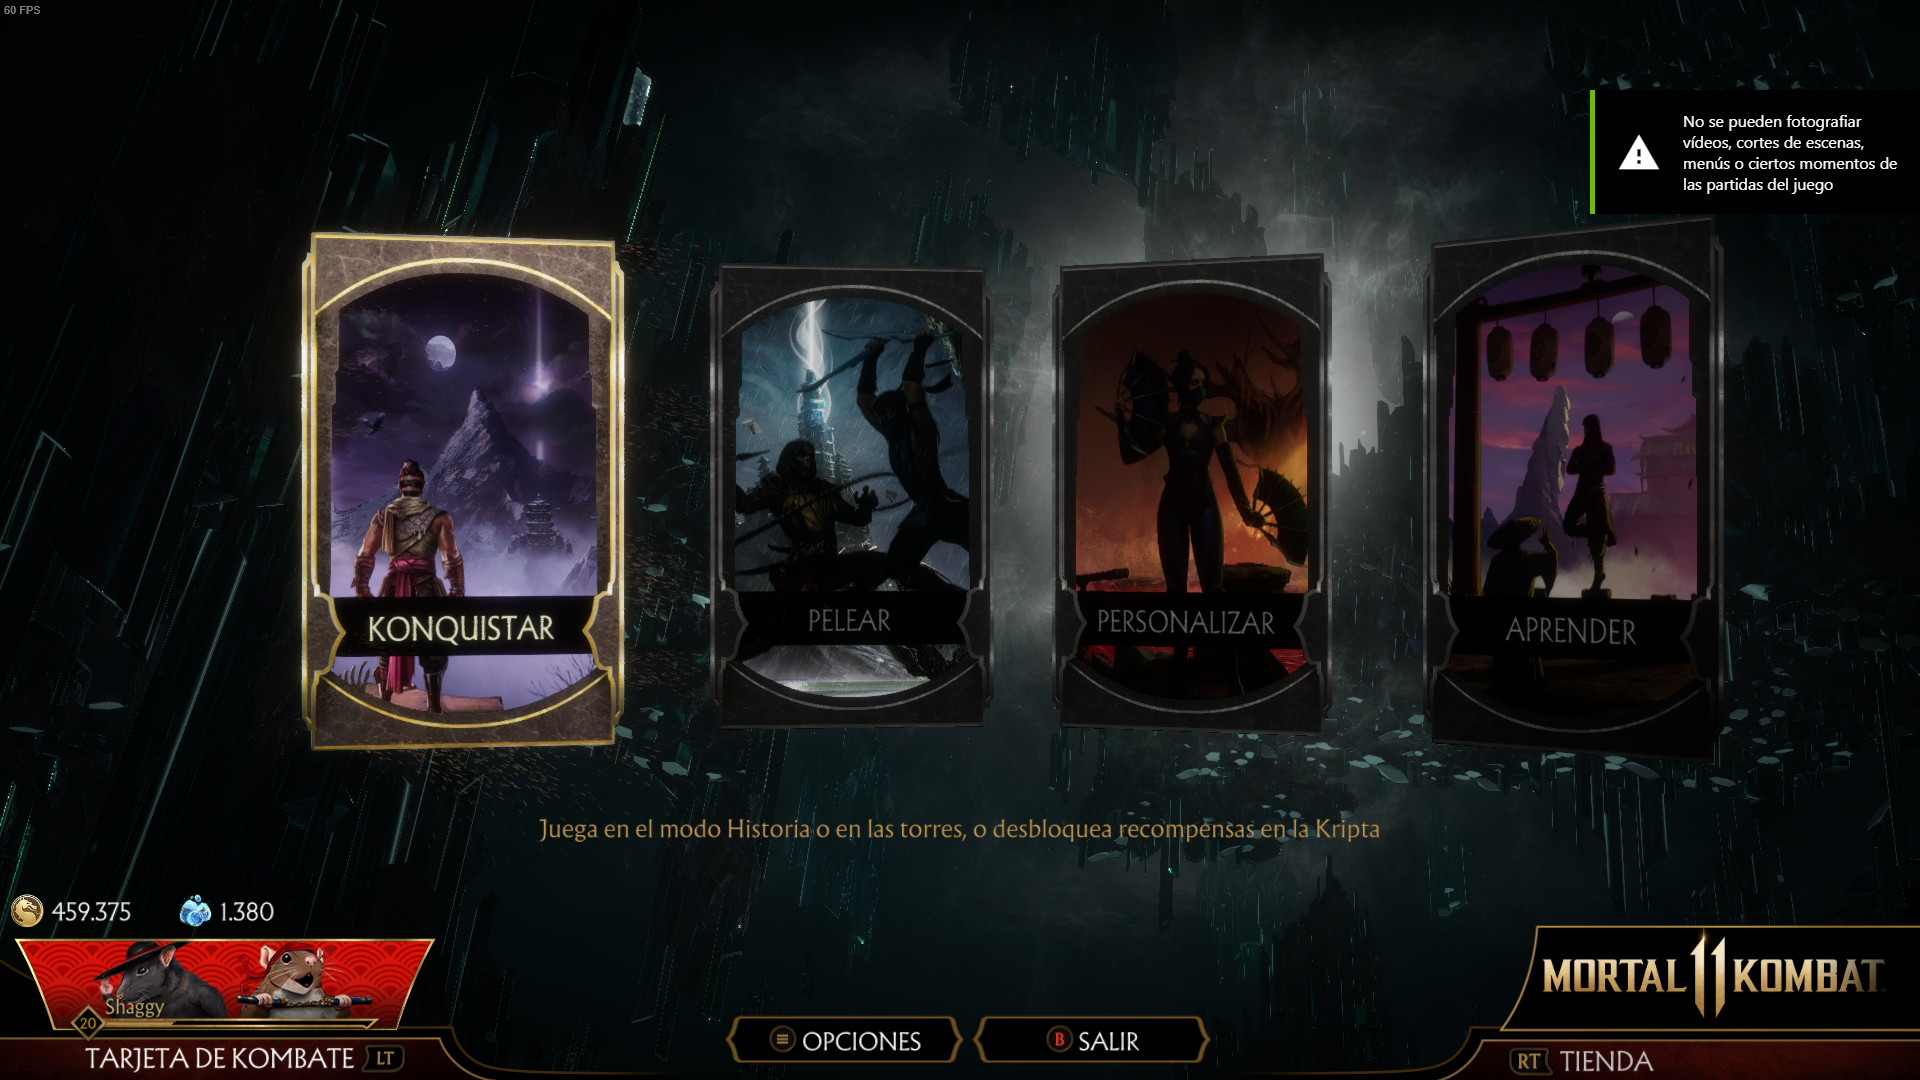 60 FPS
No se pueden fotografiar
vídeos, cortes de escenas,
menús o ciertos momentos de
las partidas del juego
KONQUISTAR
PELEAR
PERSONALIZAR
APRENDER
Juega en el modo Historia o en las torres, o desbloquea recompensas en la Kripta
459.375 1.380
Shaggy
20
TARJETA DE KOMBATE LT
OPCIONES
B SALIR
MORTAL 11 KOMBAT
RT TIENDA